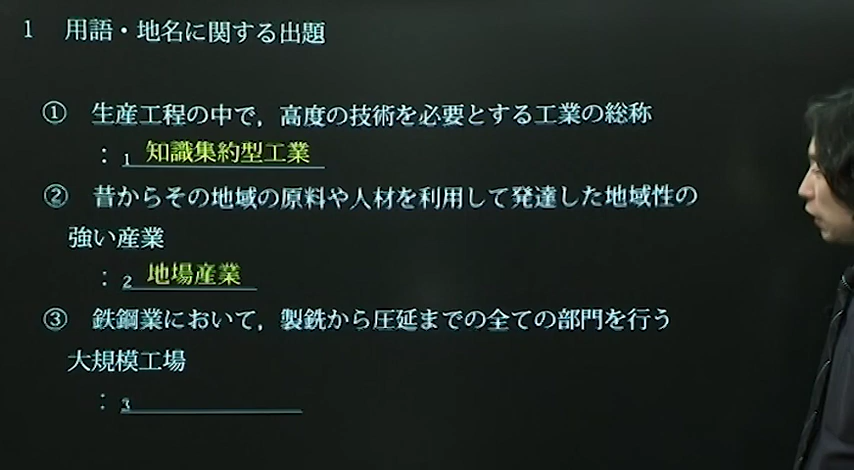 1 用語・地名に関する出題
① 生産工程の中で，高度の技術を必要とする工業の総称
：1 知識集約型工業
② 昔からその地域の原料や人材を利用して発達した地域性の
強い産業
：2 地場産業
③ 鉄鋼業において，製銑から圧延までの全ての部門を行う
大規模工場
：3